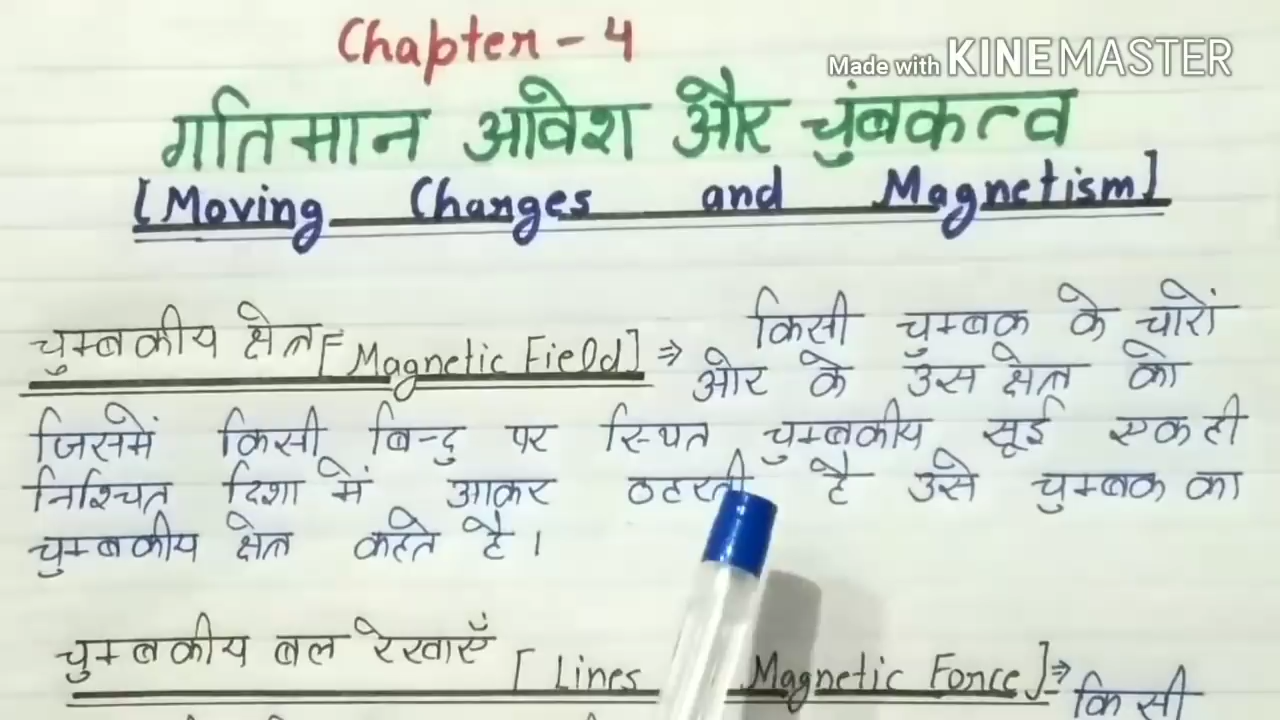 Chapter - 4
Made with KINEMASTER
गतिमान आवेश और चुंबकत्व
[Moving Changes and Magnetism]
चुम्बकीय क्षेत्र [Magnetic Field] ⇒ किसी चुम्बक के चारों
ओर के उस क्षेत्र को
जिसमें किसी बिन्दु पर स्थित चुम्बकीय सूई एक ही
निश्चित दिशा में आकर ठहरती है उसे चुम्बक का
चुम्बकीय क्षेत्र कहते है।
चुम्बकीय बल रेखाएँ [Lines Magnetic Force] ⇒ किसी